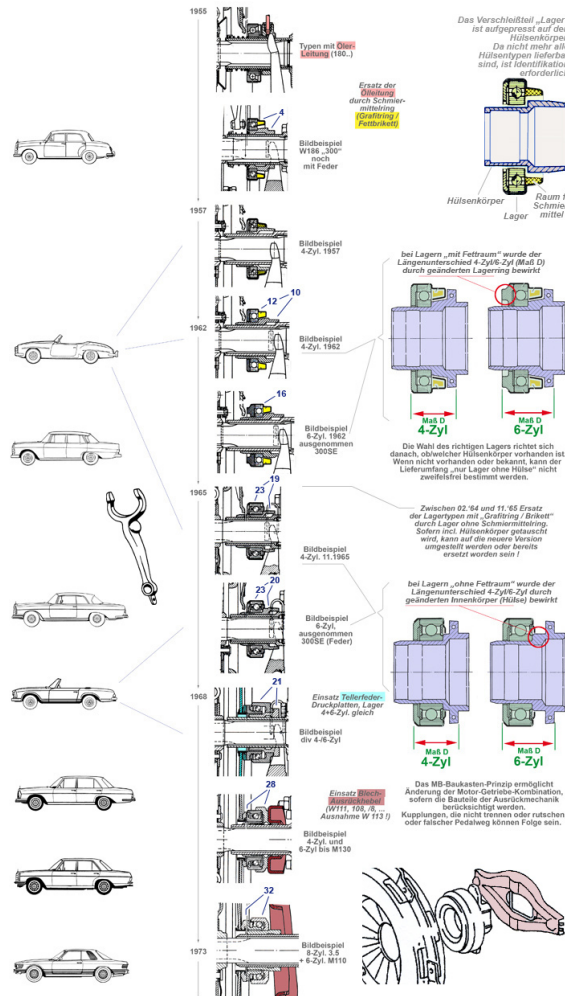 1955
Typen mit Öler-
Leitung (180..)
Das Verschleißteil „Lager
ist aufgepresst auf den
Hülsenkörper
Da nicht mehr alle
Hülsentypen lieferbar
sind, ist Identifikation
erforderlich
Ersatz der
Ölleitung
durch Schmier-
mittelring
(Grafitring /
Fettbrikett)
4
Bildbeispiel
W186 „300“
noch
mit Feder
Hülsenkörper
Lager
Raum f
Schmier
mittel
1957
Bildbeispiel
4-Zyl. 1957
bei Lagern „mit Fettraum“ wurde der
Längenunterschied 4-Zyl/6-Zyl (Maß D)
durch geänderten Lagerring bewirkt
10
12
1962
Bildbeispiel
4-Zyl. 1962
Maß D
4-Zyl
Maß D
6-Zyl
16
Bildbeispiel
6-Zyl. 1962
ausgenommen
300SE
Die Wahl des richtigen Lagers richtet sich
danach, ob/welcher Hülsenkörper vorhanden ist.
Wenn nicht vorhanden oder bekannt, kann der
Lieferumfang „nur Lager ohne Hülse“ nicht
zweifelsfrei bestimmt werden.
19
23
1965
Bildbeispiel
4-Zyl. 11.1965
Zwischen 02.‘64 und 11.‘65 Ersatz
der Lagertypen mit „Grafitring / Brikett“
durch Lager ohne Schmiermittelring.
Sofern incl. Hülsenkörper getauscht
wird, kann auf die neuere Version
umgestellt werden oder bereits
ersetzt worden sein !
20
23
Bildbeispiel
6-Zyl,
ausgenommen
300SE (Feder)
bei Lagern „ohne Fettraum“ wurde der
Längenunterschied 4-Zyl/6-Zyl durch
geänderten Innenkörper (Hülse) bewirkt
Maß D
4-Zyl
Maß D
6-Zyl
21
1968
Einsatz Tellerfeder-
Druckplatten, Lager
4+6-Zyl. gleich
Bildbeispiel
div 4-/6-Zyl
28
Einsatz Blech-
Ausrückhebel
(W111, 108, /8, ...
Ausnahme W 113 !)
Bildbeispiel
4-Zyl. und
6-Zyl bis M130
Das MB-Baukasten-Prinzip ermöglicht
Änderung der Motor-Getriebe-Kombination,
sofern die Bauteile der Ausrückmechanik
berücksichtigt werden.
Kupplungen, die nicht trennen oder rutschen
oder falscher Pedalweg können Folge sein.
32
1973
Bildbeispiel
8-Zyl. 3.5
+ 6-Zyl. M110